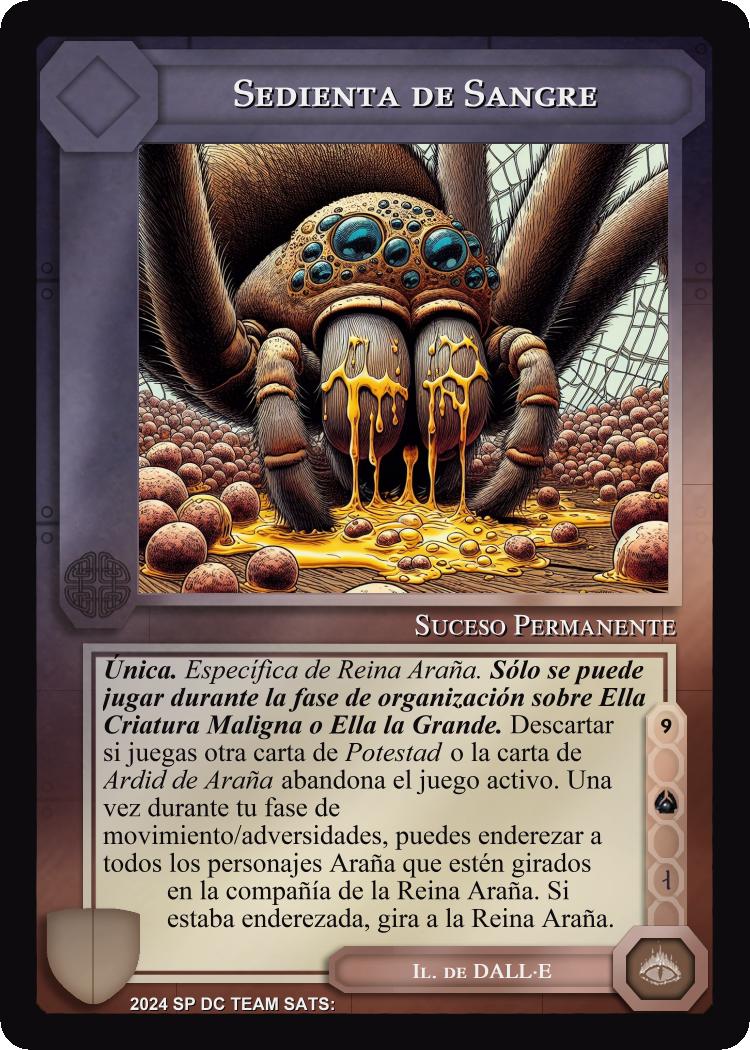 Sedienta de Sangre
Suceso Permanente
Única. Específica de Reina Araña. Sólo se puede
jugar durante la fase de organización sobre Ella
Criatura Maligna o Ella la Grande. Descartar
si juegas otra carta de Potestad o la carta de
Ardid de Araña abandona el juego activo. Una
vez durante tu fase de
movimiento/adversidades, puedes enderezar a
todos los personajes Araña que estén girados
en la compañía de la Reina Araña. Si
estaba enderezada, gira a la Reina Araña.
9
Il. de DALL·E
2024 SP DC TEAM SATS: